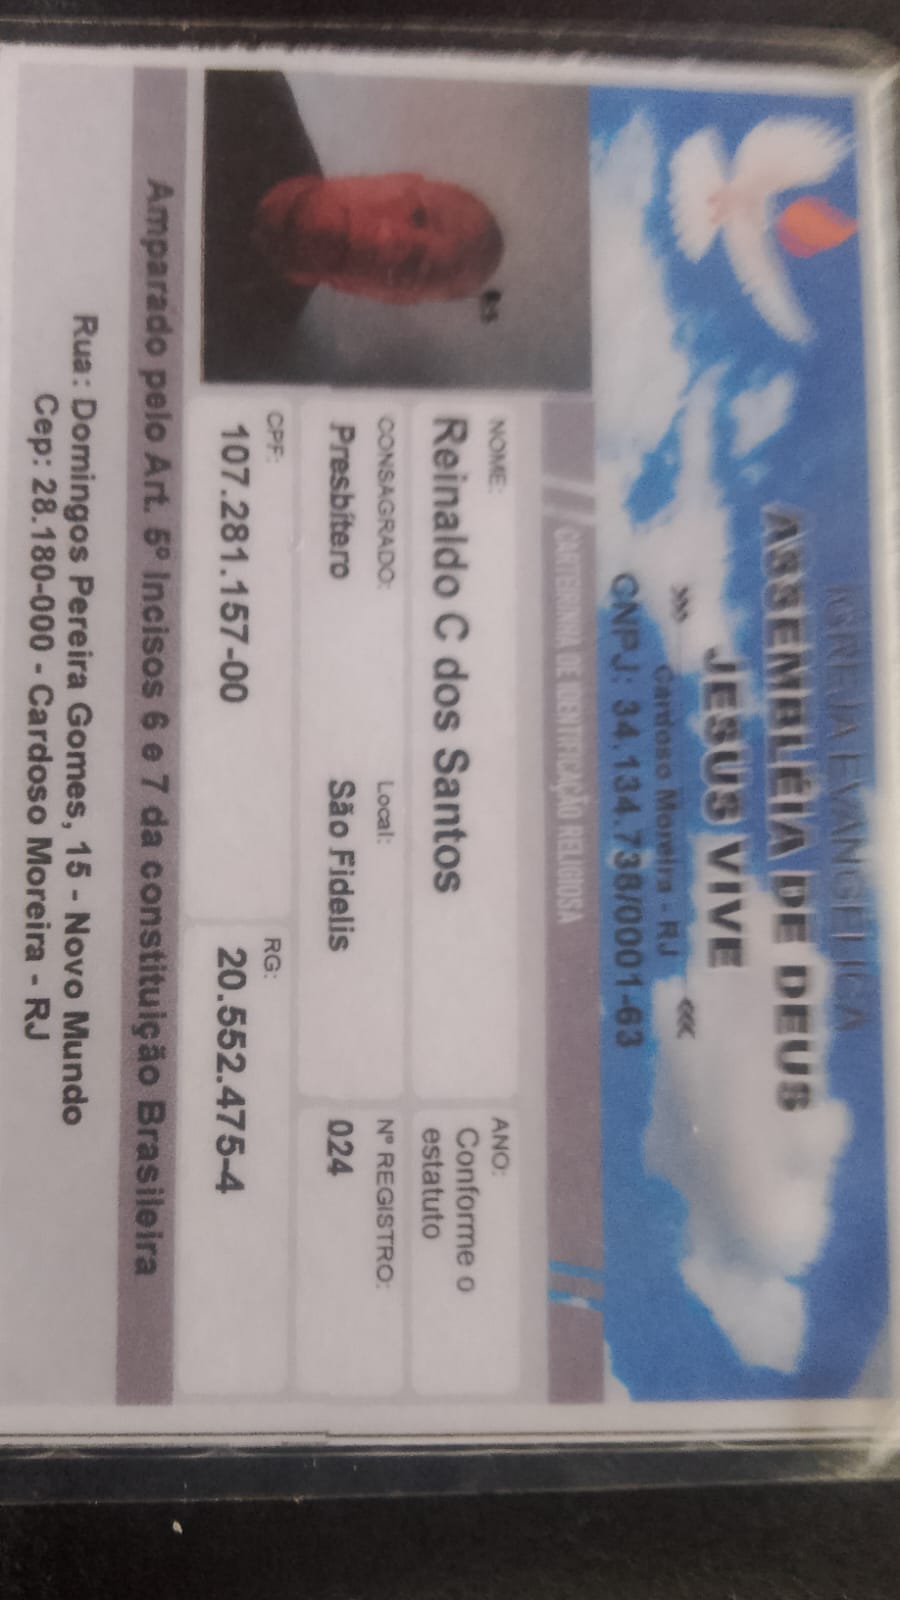 IGREJA EVANGÉLICA
ASSEMBLÉIA DE DEUS
JESUS VIVE
>>> Cardoso Moreira - RJ <<<
CNPJ: 34.134.738/0001-63
CARTEIRINHA DE IDENTIFICAÇÃO RELIGIOSA
NOME: ANO:
Reinaldo C dos Santos Conforme o
estatuto
CONSAGRADO: Local: Nº REGISTRO:
Presbítero São Fidelis 024
CPF: RG:
107.281.157-00 20.552.475-4
Amparado pelo Art. 5º Incisos 6 e 7 da constituição Brasileira
Rua: Domingos Pereira Gomes, 15 - Novo Mundo
Cep: 28.180-000 - Cardoso Moreira - RJ